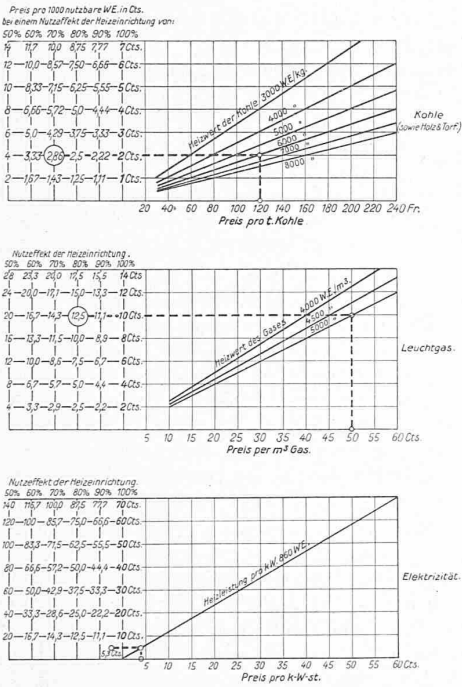 Preis pro 1000 nutzbare WE. in Cts.
bei einem Nutzaffekt der Heizeinrichtung von:
50% 60% 70% 80% 90% 100%
14 11,7 10,0 8,75 7,77 7 Cts.
12 10,0 8,57 7,50 6,66 6 Cts.
10 8,33 7,15 6,25 5,55 5 Cts.
8 6,66 5,72 5,0 4,44 4 Cts.
6 5,0 4,29 3,75 3,33 3 Cts.
4 3,33 2,86 2,5 2,22 2 Cts.
2 1,67 1,43 1,25 1,11 1 Cts.
Heizwert der Kohle 3000 WE/kg.
4000 "
5000 "
6000 "
7000 "
8000 "
Kohle
(sowie Holz & Torf.)
20 40 60 80 100 120 140 160 180 200 220 240 Fr.
Preis pro t. Kohle
Nutzeffekt der Heizeinrichtung.
50% 60% 70% 80% 90% 100%
28 23,3 20,0 17,5 15,5 14 Cts.
24 20,0 17,1 15,0 13,3 12 Cts.
20 16,7 14,3 12,5 11,1 10 Cts.
16 13,3 11,5 10,0 8,9 8 Cts.
12 10,0 8,6 7,5 6,7 6 Cts.
8 6,7 5,7 5,0 4,4 4 Cts.
4 3,3 2,9 2,5 2,2 2 Cts.
Heizwert des Gases 4000 WE/m3.
4500 "
5000 "
Leuchtgas.
5 10 15 20 25 30 35 40 45 50 55 60 Cts.
Preis per m3 Gas.
Nutzeffekt der Heizeinrichtung.
50% 60% 70% 80% 90% 100%
140 116,7 100,0 87,5 77,7 70 Cts.
120 100 85,7 75,0 66,6 60 Cts.
100 83,3 71,5 62,5 55,5 50 Cts.
80 66,6 57,2 50,0 44,4 40 Cts.
60 50,0 42,9 37,5 33,3 30 Cts.
40 33,3 28,6 25,0 22,2 20 Cts.
20 16,7 14,3 12,5 11,1 10 Cts.
Heizleistung pro kW. 860 WE.
Elektrizität.
5 10 15 20 25 30 35 40 45 50 55 60 Cts.
Preis pro k-W-st.